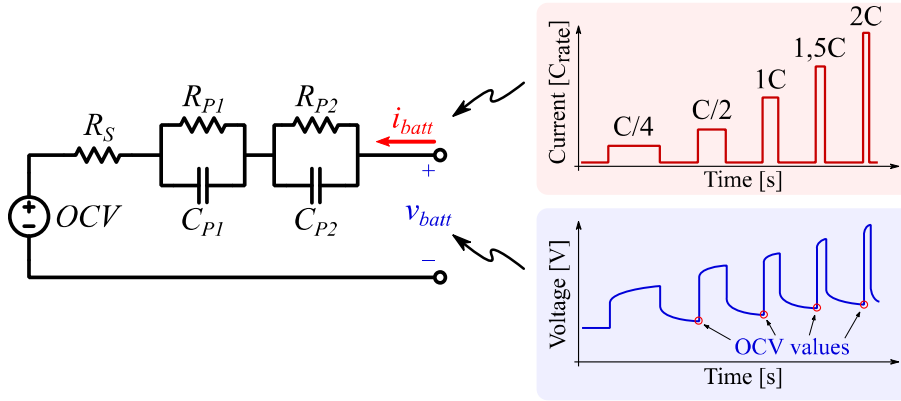 R_S
R_P1
C_P1
R_P2
C_P2
i_batt
+
v_batt
−
+
−
OCV
Current [C_rate]
C/4
C/2
1C
1,5C
2C
Time [s]
Voltage [V]
OCV values
Time [s]